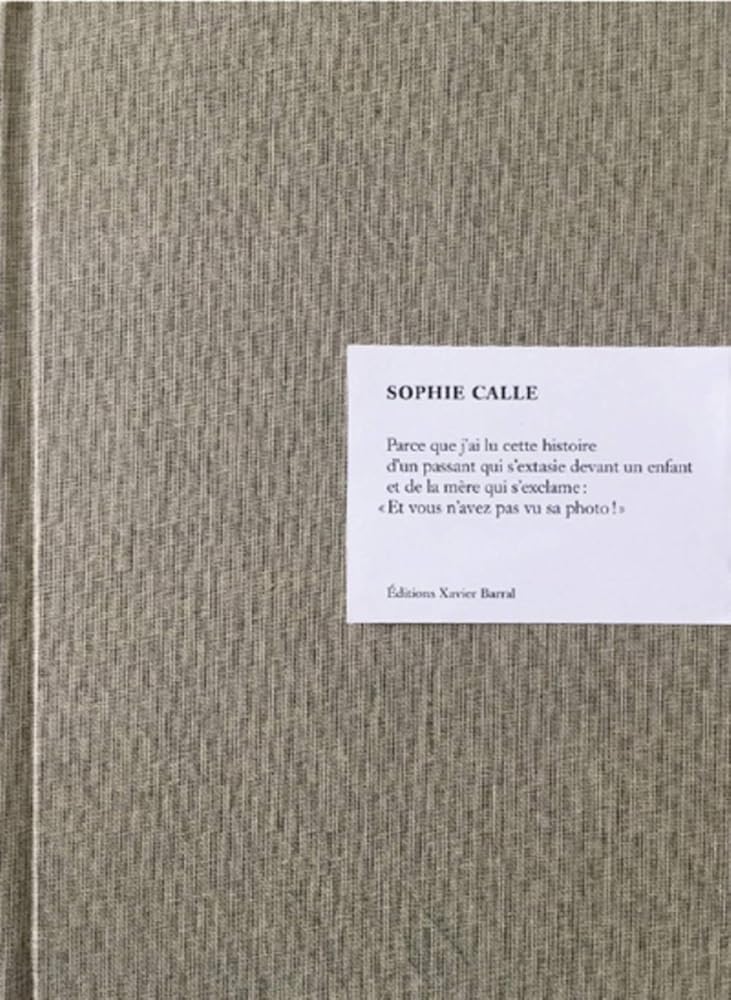 SOPHIE CALLE
Parce que j'ai lu cette histoire
d'un passant qui s'extasie devant un enfant
et de la mère qui s'exclame :
« Et vous n'avez pas vu sa photo ! »
Éditions Xavier Barral